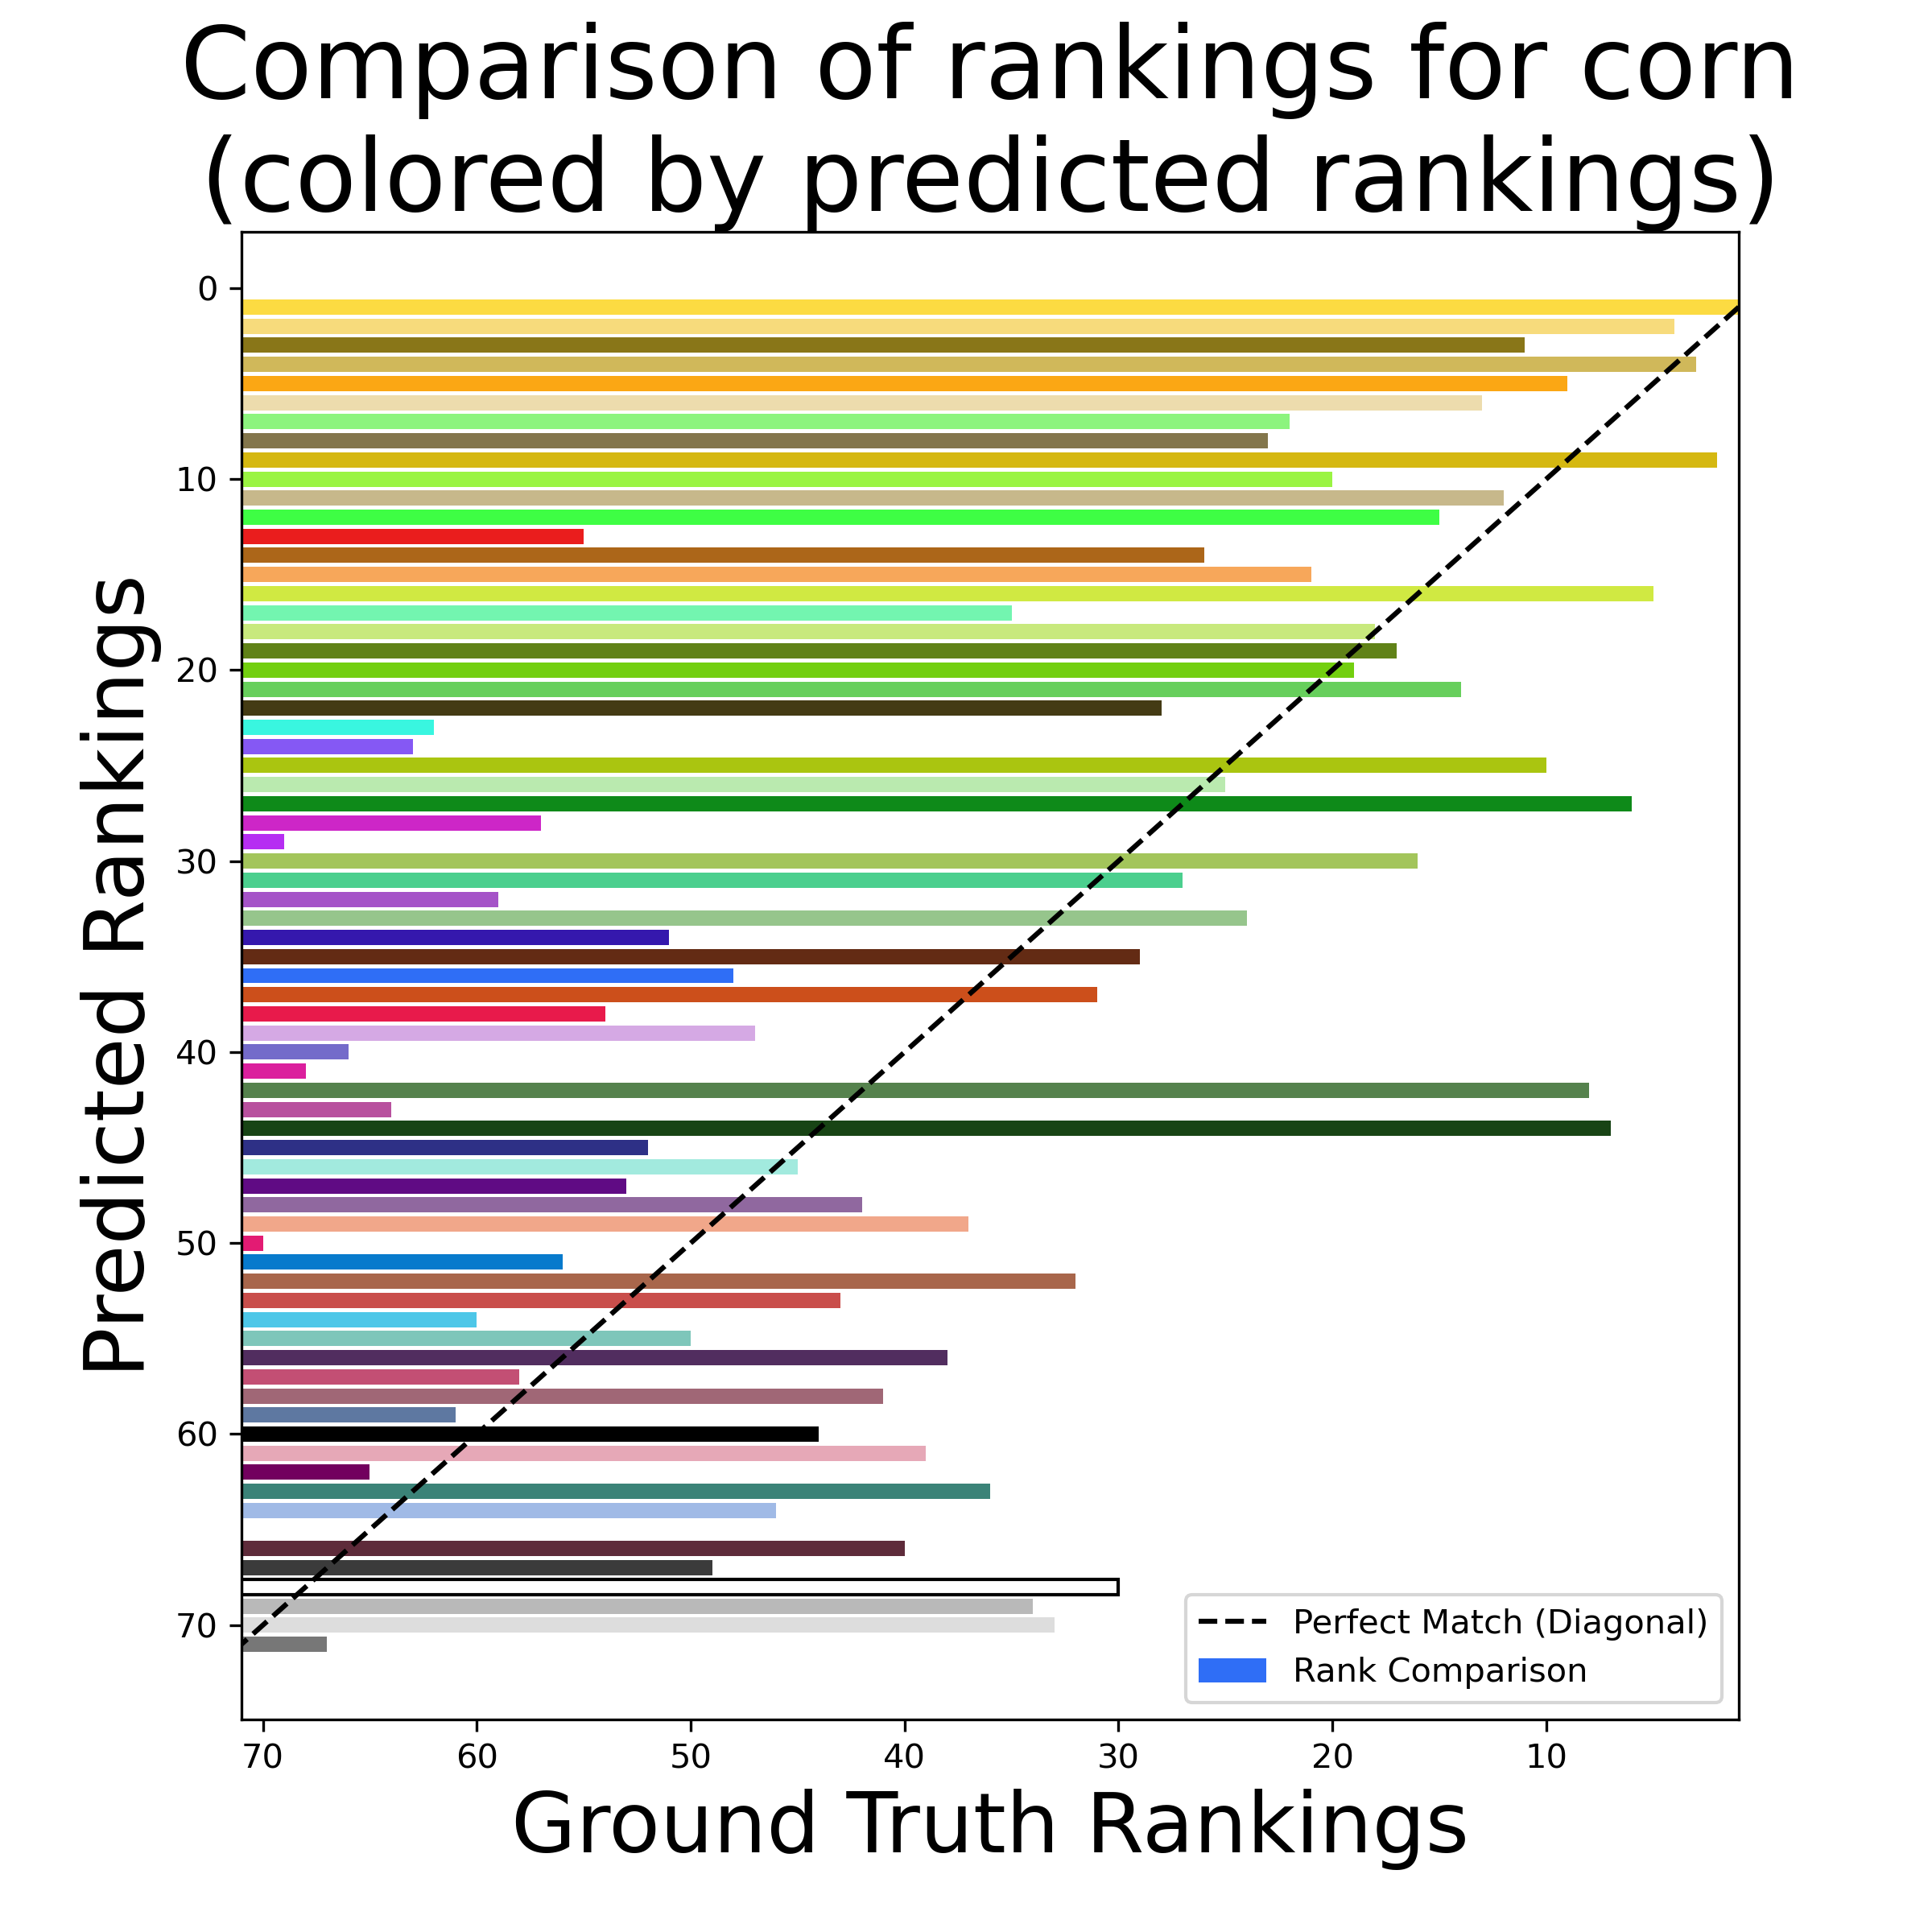 Comparison of rankings for corn
(colored by predicted rankings)
Predicted Rankings
0
10
20
30
40
50
60
70
Perfect Match (Diagonal)
Rank Comparison
70 60 50 40 30 20 10
Ground Truth Rankings